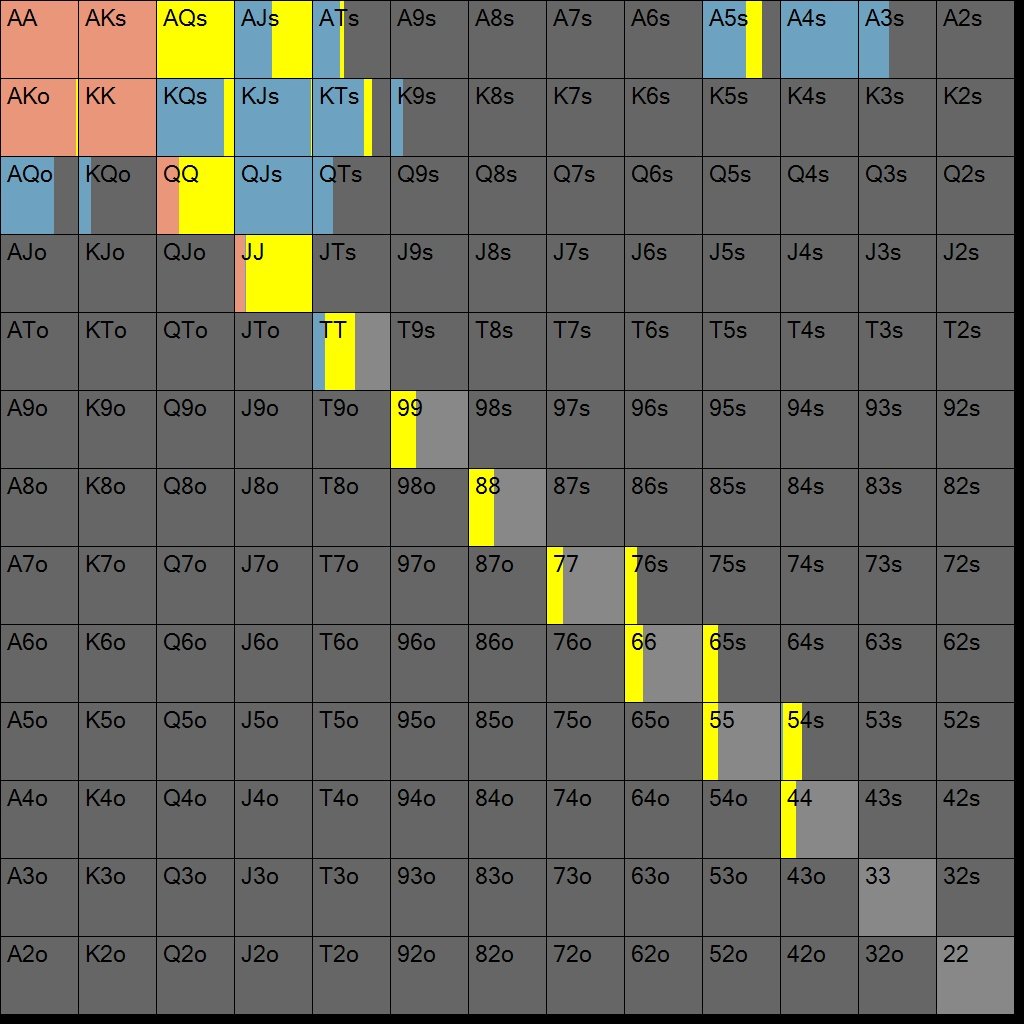 AA AKs AQs AJs ATs A9s A8s A7s A6s A5s A4s A3s A2s
AKo KK KQs KJs KTs K9s K8s K7s K6s K5s K4s K3s K2s
AQo KQo QQ QJs QTs Q9s Q8s Q7s Q6s Q5s Q4s Q3s Q2s
AJo KJo QJo JJ JTs J9s J8s J7s J6s J5s J4s J3s J2s
ATo KTo QTo JTo TT T9s T8s T7s T6s T5s T4s T3s T2s
A9o K9o Q9o J9o T9o 99 98s 97s 96s 95s 94s 93s 92s
A8o K8o Q8o J8o T8o 98o 88 87s 86s 85s 84s 83s 82s
A7o K7o Q7o J7o T7o 97o 87o 77 76s 75s 74s 73s 72s
A6o K6o Q6o J6o T6o 96o 86o 76o 66 65s 64s 63s 62s
A5o K5o Q5o J5o T5o 95o 85o 75o 65o 55 54s 53s 52s
A4o K4o Q4o J4o T4o 94o 84o 74o 64o 54o 44 43s 42s
A3o K3o Q3o J3o T3o 93o 83o 73o 63o 53o 43o 33 32s
A2o K2o Q2o J2o T2o 92o 82o 72o 62o 52o 42o 32o 22